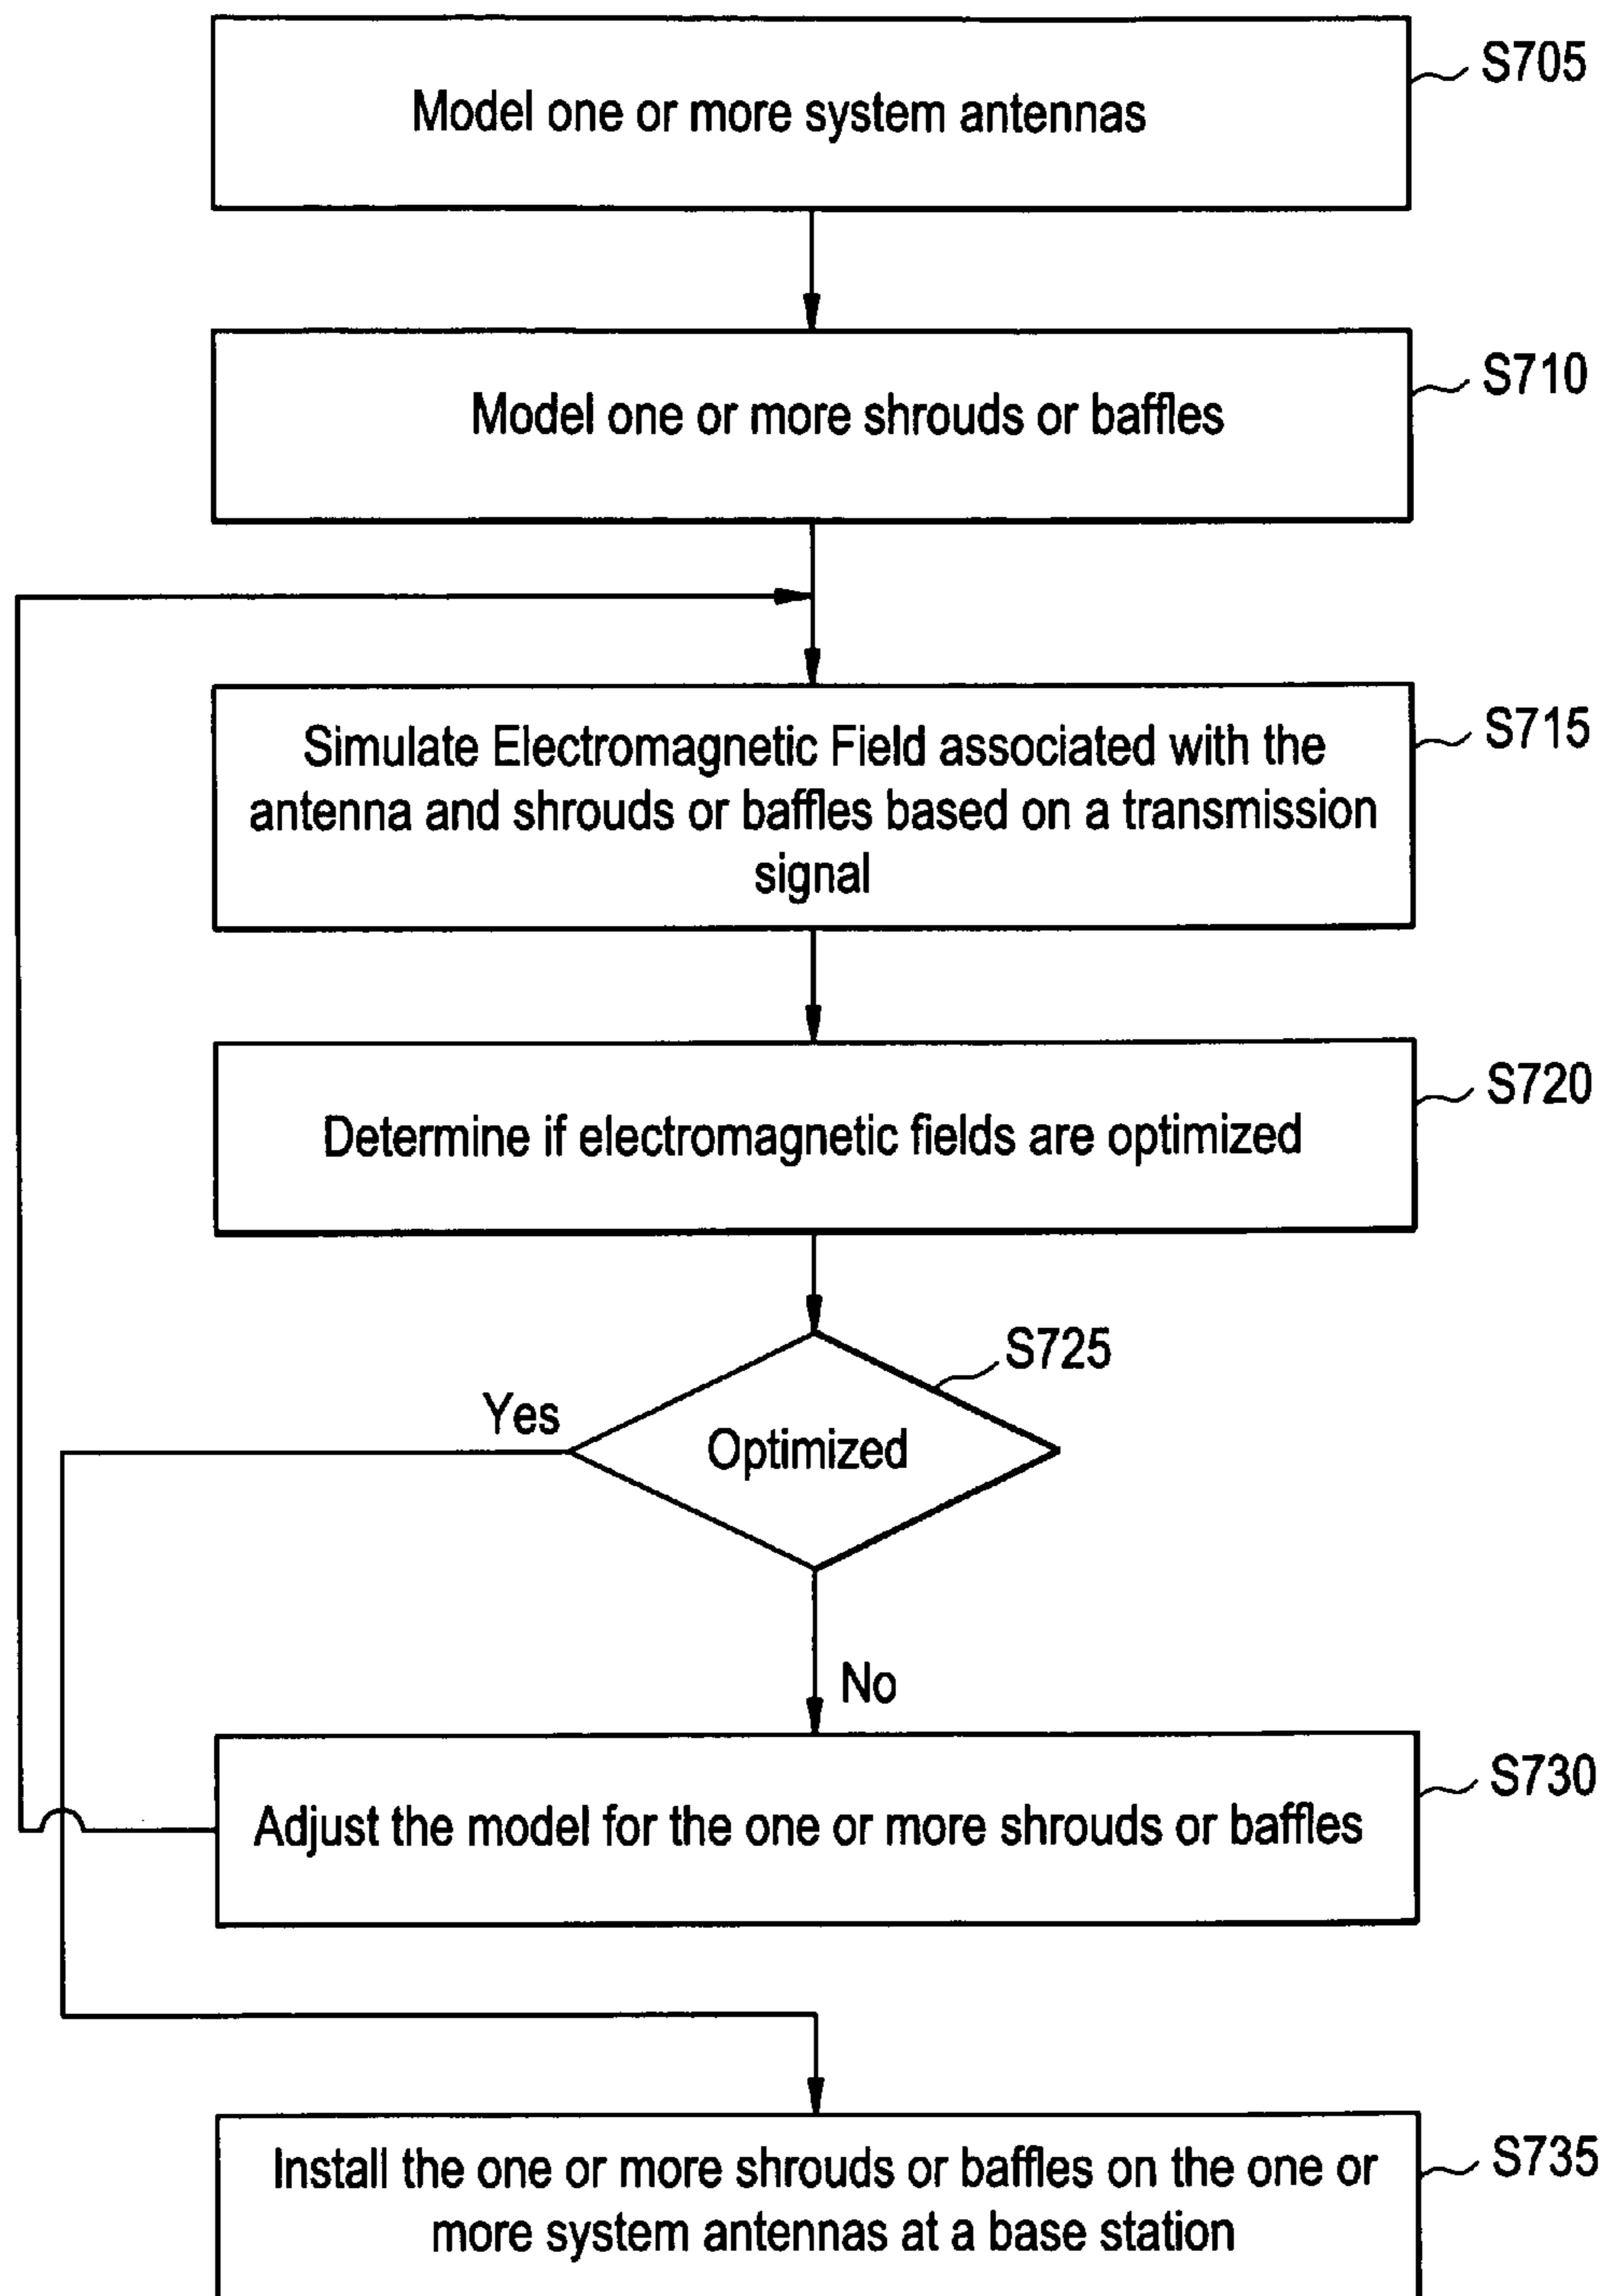 Model one or more system antennas
S705
Model one or more shrouds or baffles
S710
Simulate Electromagnetic Field associated with the
antenna and shrouds or baffles based on a transmission
signal
S715
Determine if electromagnetic fields are optimized
S720
S725
Yes
Optimized
No
Adjust the model for the one or more shrouds or baffles
S730
Install the one or more shrouds or baffles on the one or
more system antennas at a base station
S735